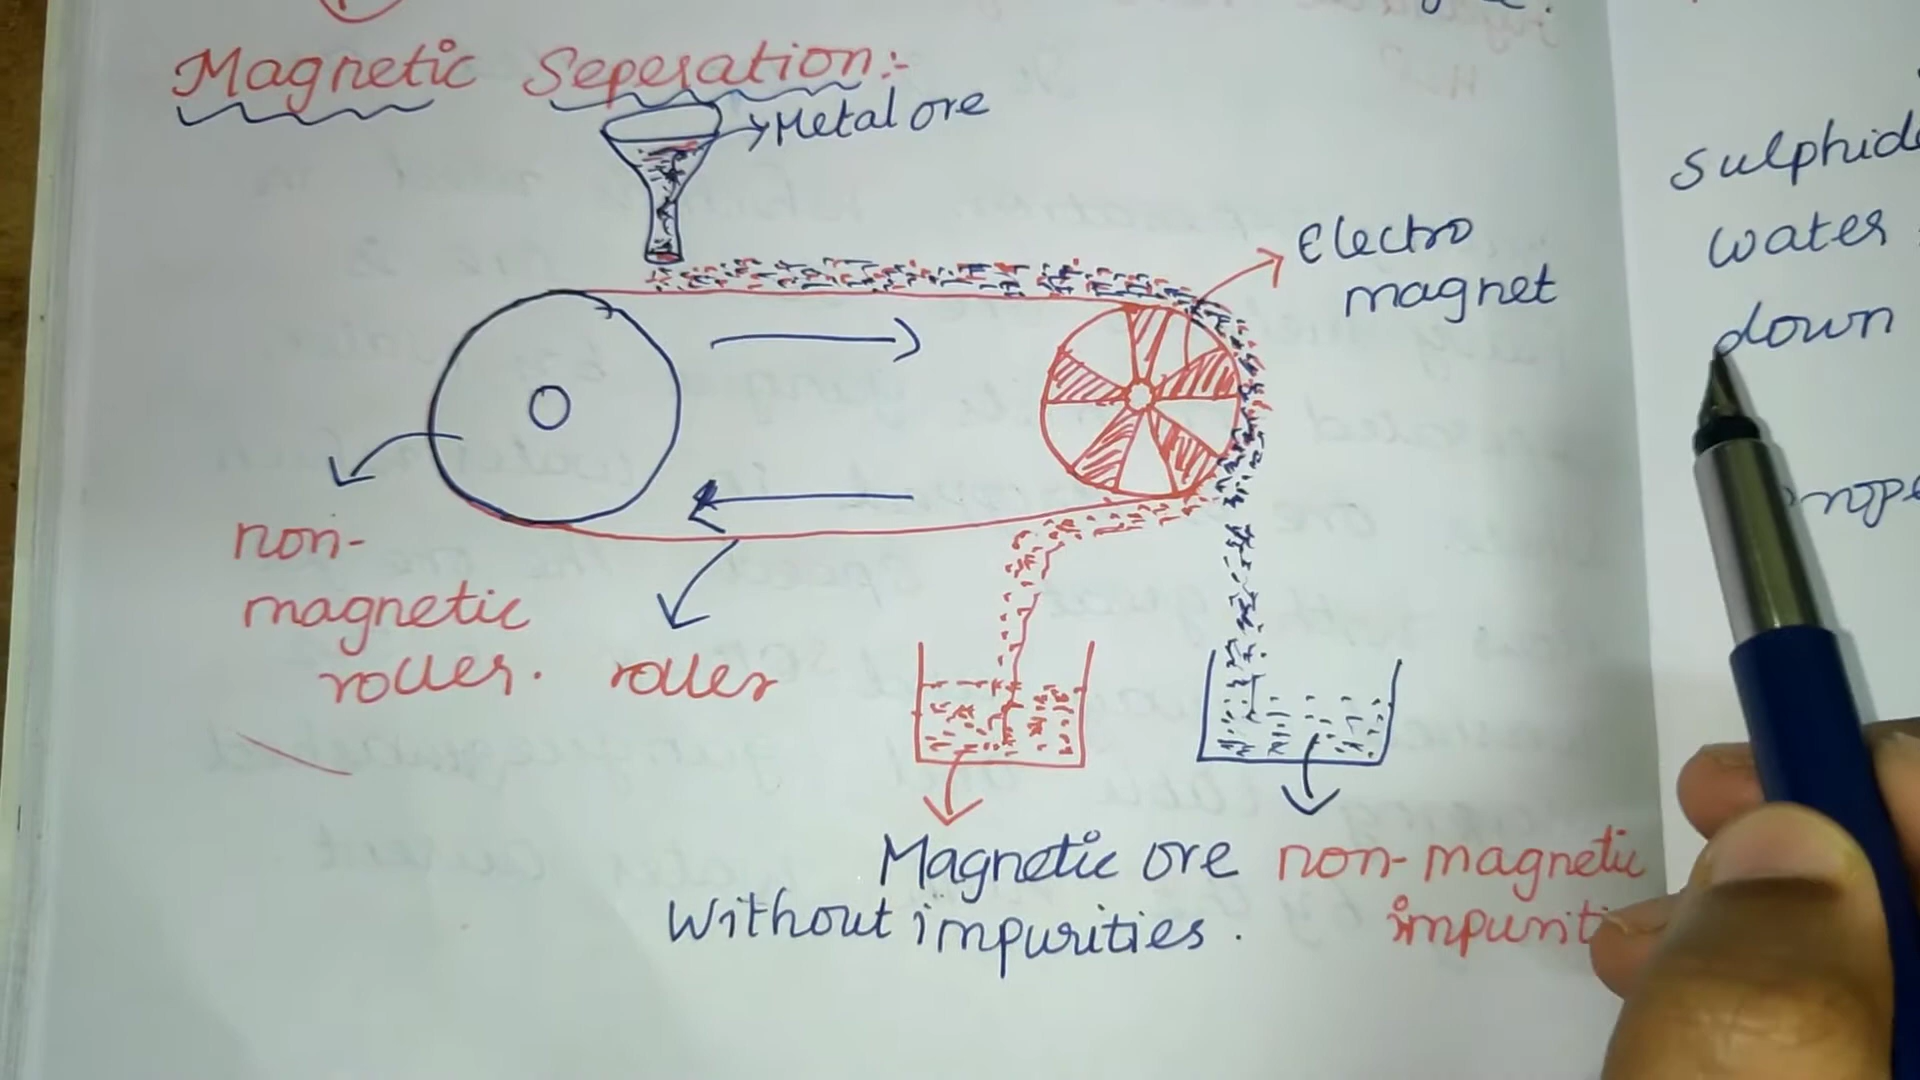 Magnetic Seperation:-
Metal ore
Electro
magnet
non-
magnetic
roller.
roller
Magnetic ore
without impurities.
non-magnetic
impuriti
sulphid
water
down